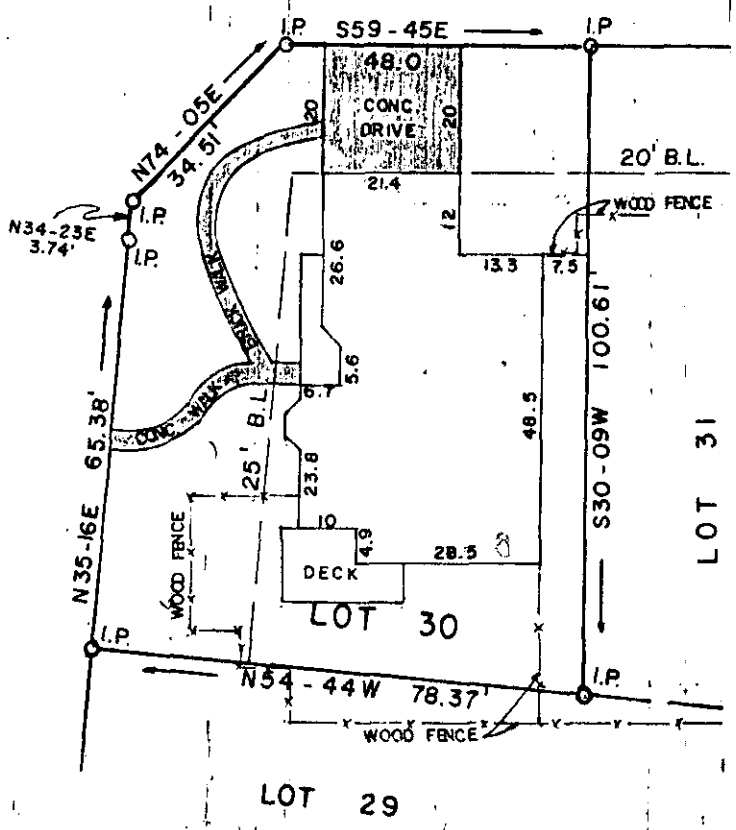 I.P.
S59-45E
I.P.
48.0
CONC.
DRIVE
20
20
N74-05E
34.51'
20' B.L.
21.4
WOOD FENCE
I.P.
N34-23E
3.74'
I.P.
12
13.3
7.5
26.6
BRICK WALK
5.6
6.7
S30-09W 100.61'
CONC. WALK
N35-16E 65.38'
25' B.L.
48.5
LOT 31
23.8
WOOD FENCE
10
4.9
28.5
DECK
LOT 30
I.P.
I.P.
N54-44W 78.37'
WOOD FENCE
LOT 29